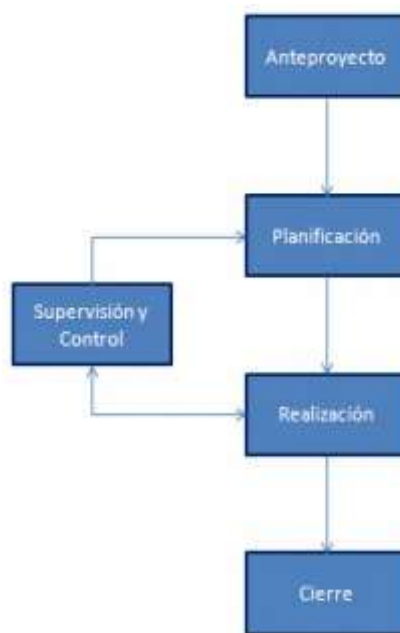 Anteproyecto
Planificación
Supervisión y
Control
Realización
Cierre